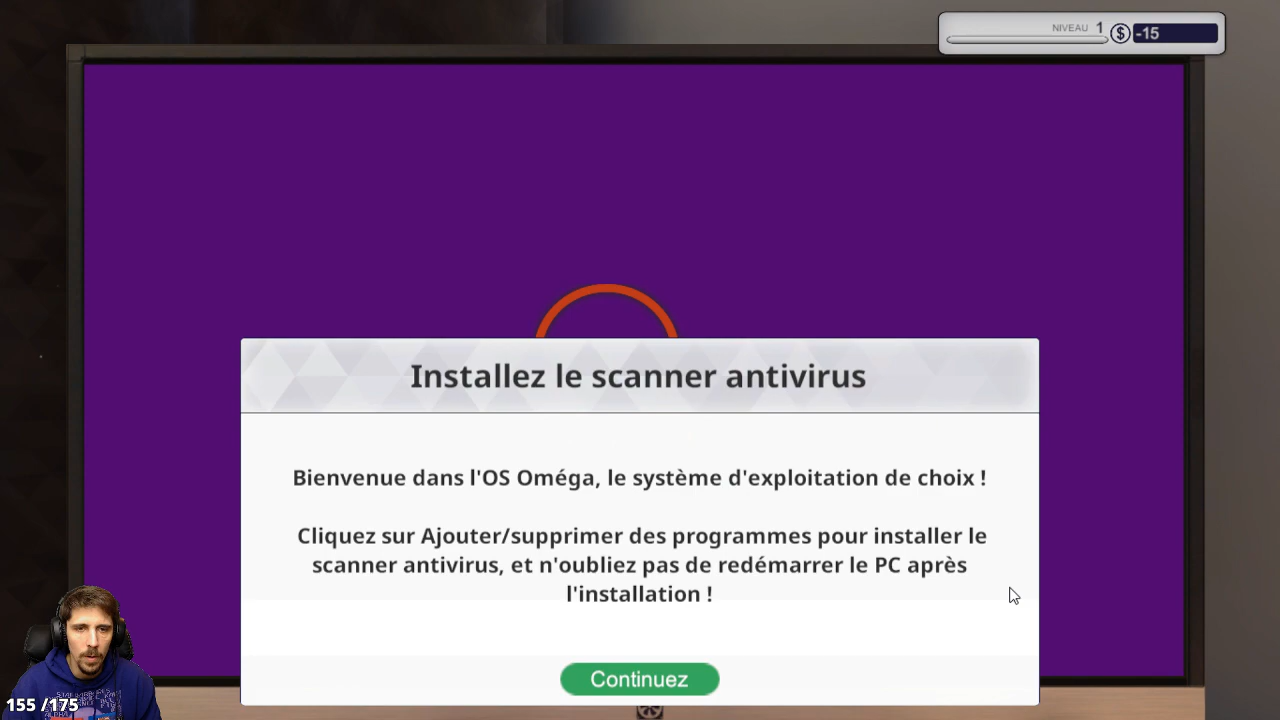 NIVEAU 1 $ -15
Installez le scanner antivirus
Bienvenue dans l'OS Oméga, le système d'exploitation de choix !
Cliquez sur Ajouter/supprimer des programmes pour installer le
scanner antivirus, et n'oubliez pas de redémarrer le PC après
l'installation !
Continuez
155 /175